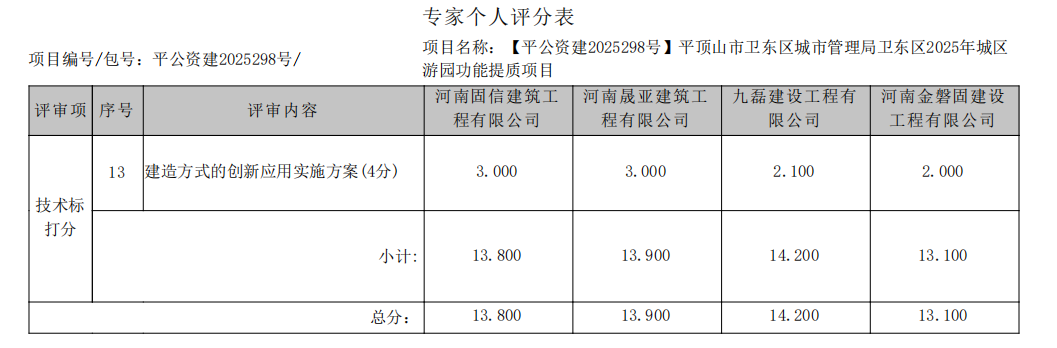 专家个人评分表
项目编号/包号: 平公资建2025298号/
项目名称: 【平公资建2025298号】平顶山市卫东区城市管理局卫东区2025年城区
游园功能提质项目
评审项 序号 评审内容 河南固信建筑工程有限公司 河南晟亚建筑工程有限公司 九磊建设工程有限公司 河南金磐固建设工程有限公司
技术标打分 13 建造方式的创新应用实施方案(4分) 3.000 3.000 2.100 2.000
小计: 13.800 13.900 14.200 13.100
总分: 13.800 13.900 14.200 13.100